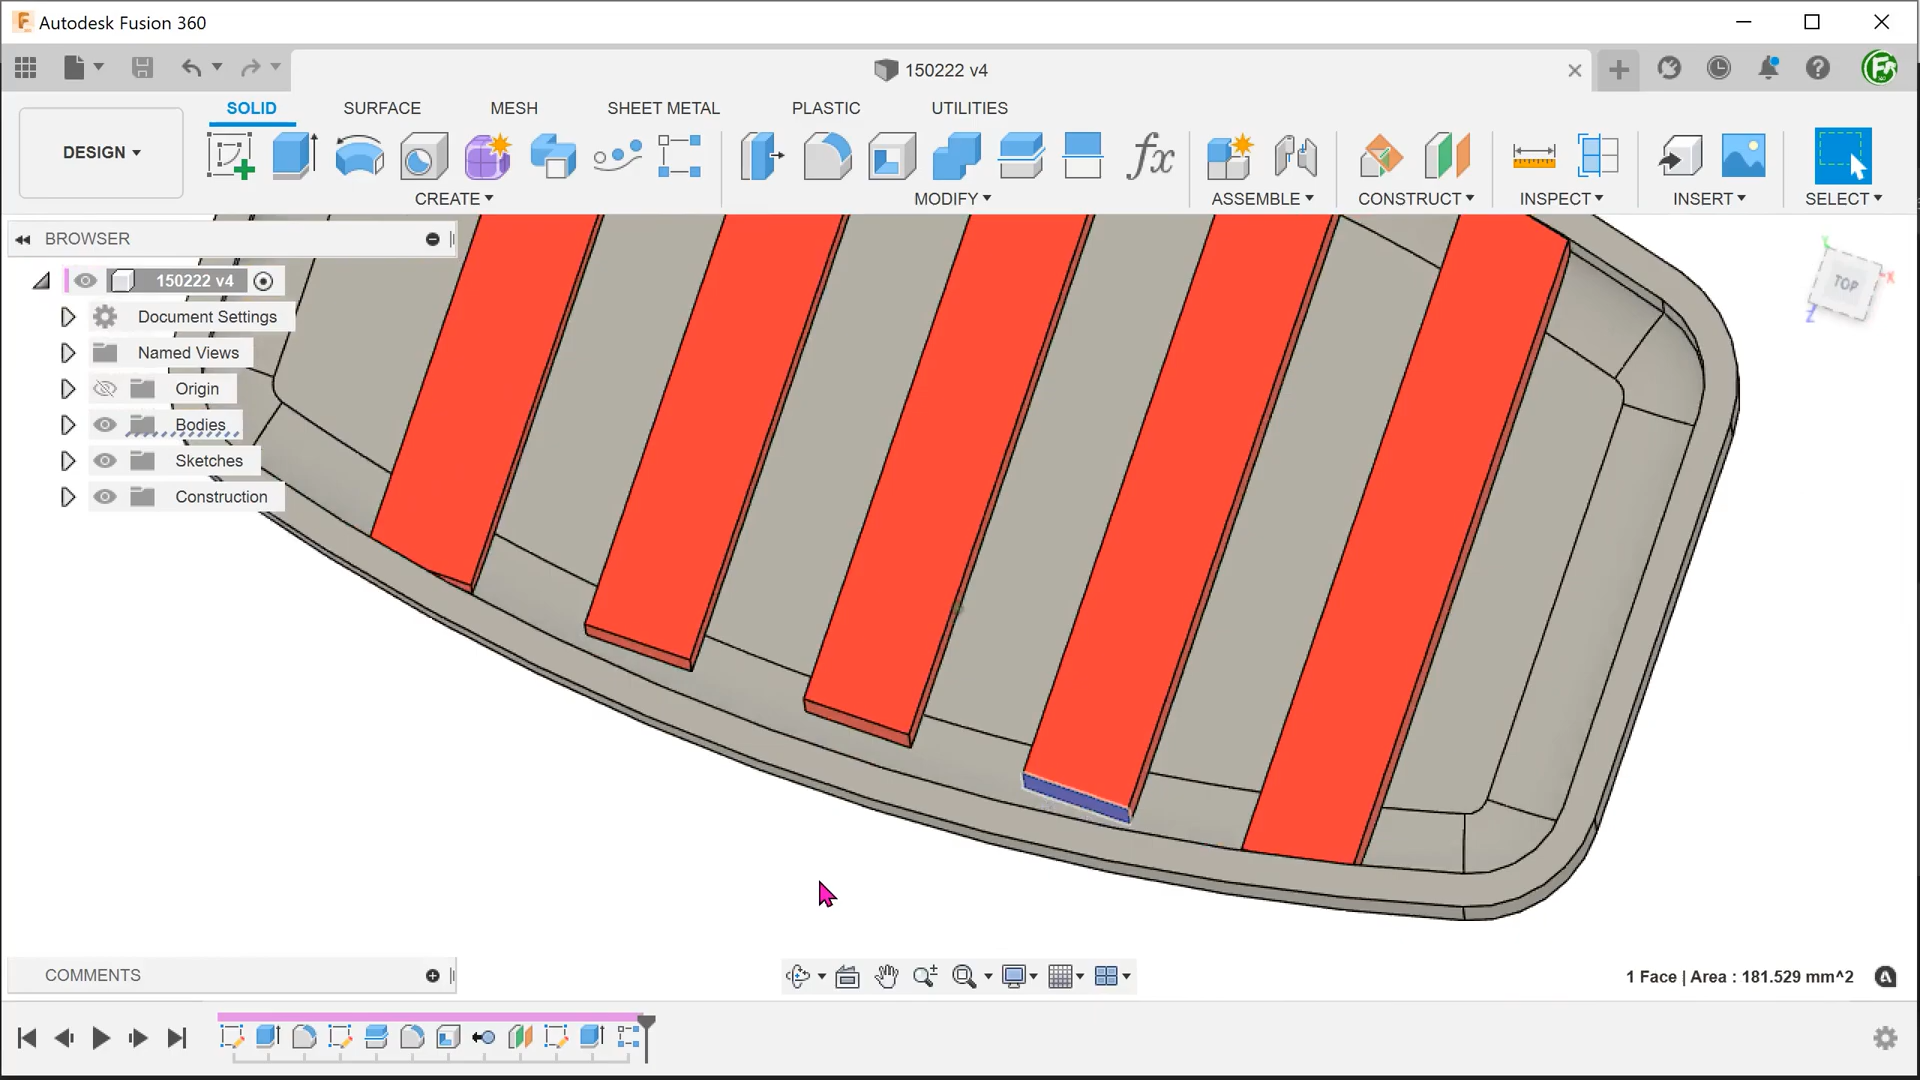 Autodesk Fusion 360
150222 v4
SOLID SURFACE MESH SHEET METAL PLASTIC UTILITIES
DESIGN
fx
CREATE MODIFY ASSEMBLE CONSTRUCT INSPECT INSERT SELECT
BROWSER
150222 v4
Document Settings
Named Views
Origin
Bodies
Sketches
Construction
Y
X
TOP
Z
COMMENTS
1 Face | Area : 181.529 mm^2